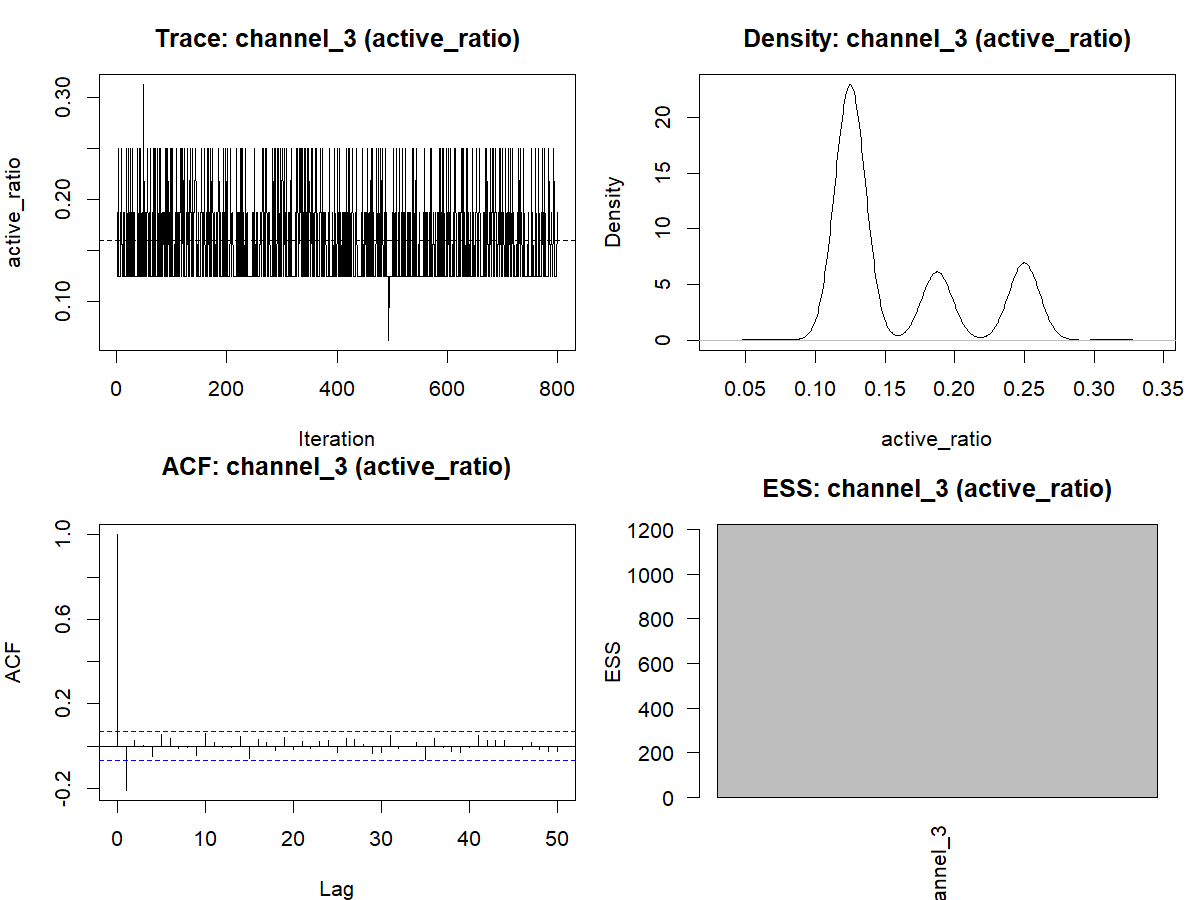 Trace: channel_3 (active_ratio)
active_ratio
0.30
0.20
0.10
0 200 400 600 800
Iteration
Density: channel_3 (active_ratio)
Density
20
15
10
5
0
0.05 0.10 0.15 0.20 0.25 0.30 0.35
active_ratio
ACF: channel_3 (active_ratio)
ACF
1.0
0.6
0.2
-0.2
0 10 20 30 40 50
Lag
ESS: channel_3 (active_ratio)
ESS
1200
1000
800
600
400
200
0
annel_3